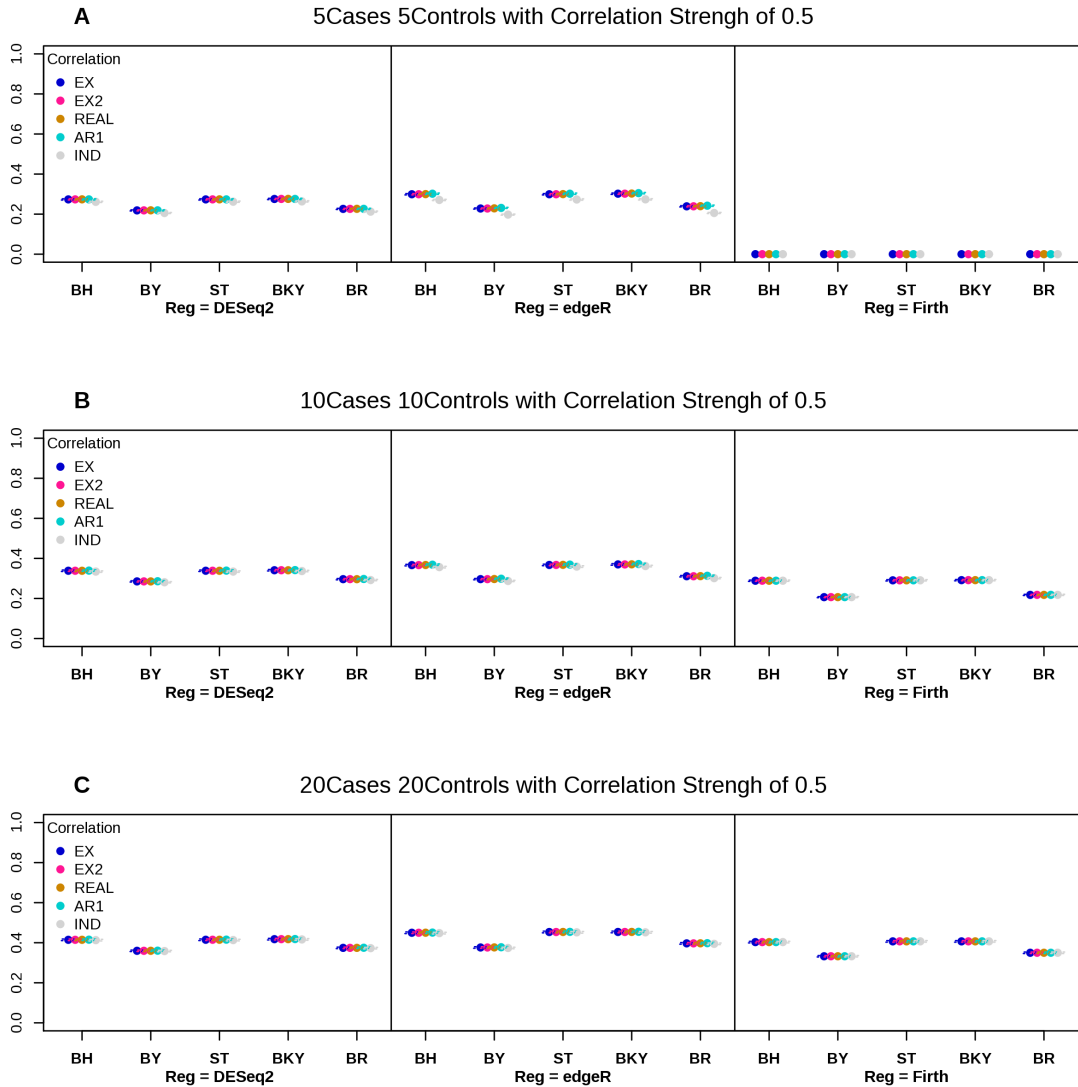 A
5Cases 5Controls with Correlation Strengh of 0.5
1.0
0.8
0.6
0.4
0.2
0.0
Correlation
EX
EX2
REAL
AR1
IND
BH BY ST BKY BR BH BY ST BKY BR BH BY ST BKY BR
Reg = DESeq2 Reg = edgeR Reg = Firth
B
10Cases 10Controls with Correlation Strengh of 0.5
1.0
0.8
0.6
0.4
0.2
0.0
Correlation
EX
EX2
REAL
AR1
IND
BH BY ST BKY BR BH BY ST BKY BR BH BY ST BKY BR
Reg = DESeq2 Reg = edgeR Reg = Firth
C
20Cases 20Controls with Correlation Strengh of 0.5
1.0
0.8
0.6
0.4
0.2
0.0
Correlation
EX
EX2
REAL
AR1
IND
BH BY ST BKY BR BH BY ST BKY BR BH BY ST BKY BR
Reg = DESeq2 Reg = edgeR Reg = Firth